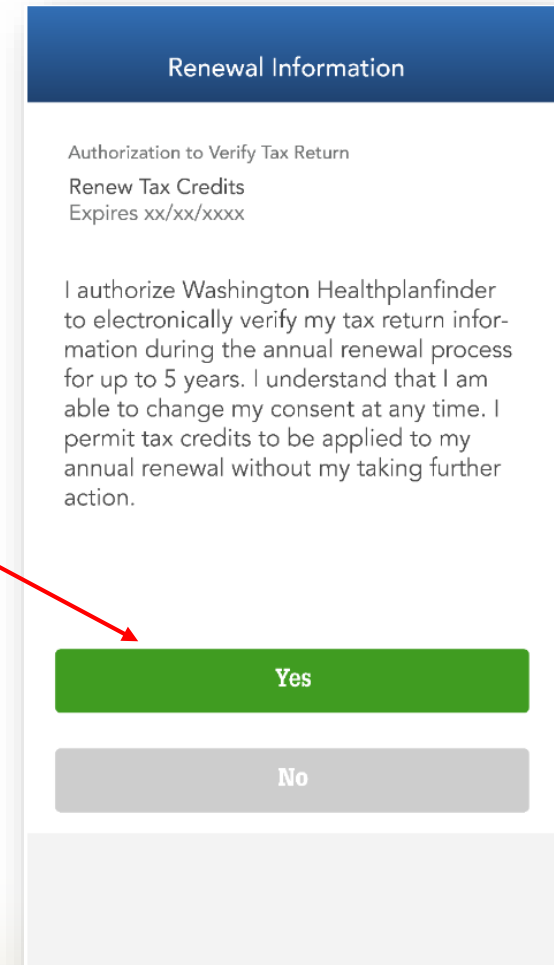 Renewal Information
Authorization to Verify Tax Return
Renew Tax Credits
Expires xx/xx/xxxx
I authorize Washington Healthplanfinder
to electronically verify my tax return infor-
mation during the annual renewal process
for up to 5 years. I understand that I am
able to change my consent at any time. I
permit tax credits to be applied to my
annual renewal without my taking further
action.
Yes
No